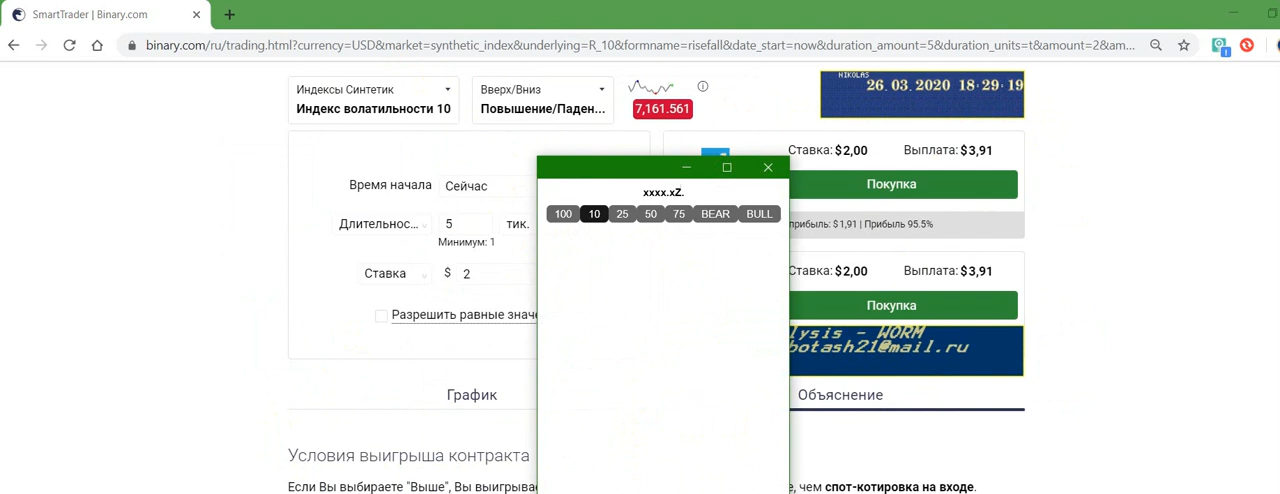 SmartTrader | Binary.com
binary.com/ru/trading.html?currency=USD&market=synthetic_index&underlying=R_10&formname=risefall&date_start=now&duration_amount=5&duration_units=t&amount=2&am...
Индексы Синтетик
Индекс волатильности 10
Вверх/Вниз
Повышение/Паден...
7,161.561
NIKOLAS
26.03.2020 18:29:19
Время начала Сейчас
Длительнос... 5 тик.
Минимум: 1
Ставка $ 2
Разрешить равные значе
xxxx.xZ.
100 10 25 50 75 BEAR BULL
Ставка: $2,00 Выплата: $3,91
Покупка
прибыль: $1,91 | Прибыль 95.5%
Ставка: $2,00 Выплата: $3,91
Покупка
lysis - WORM
botash21@mail.ru
График
Объяснение
Условия выигрыша контракта
Если Вы выбираете "Выше", Вы выигрывае
е, чем спот-котировка на входе.